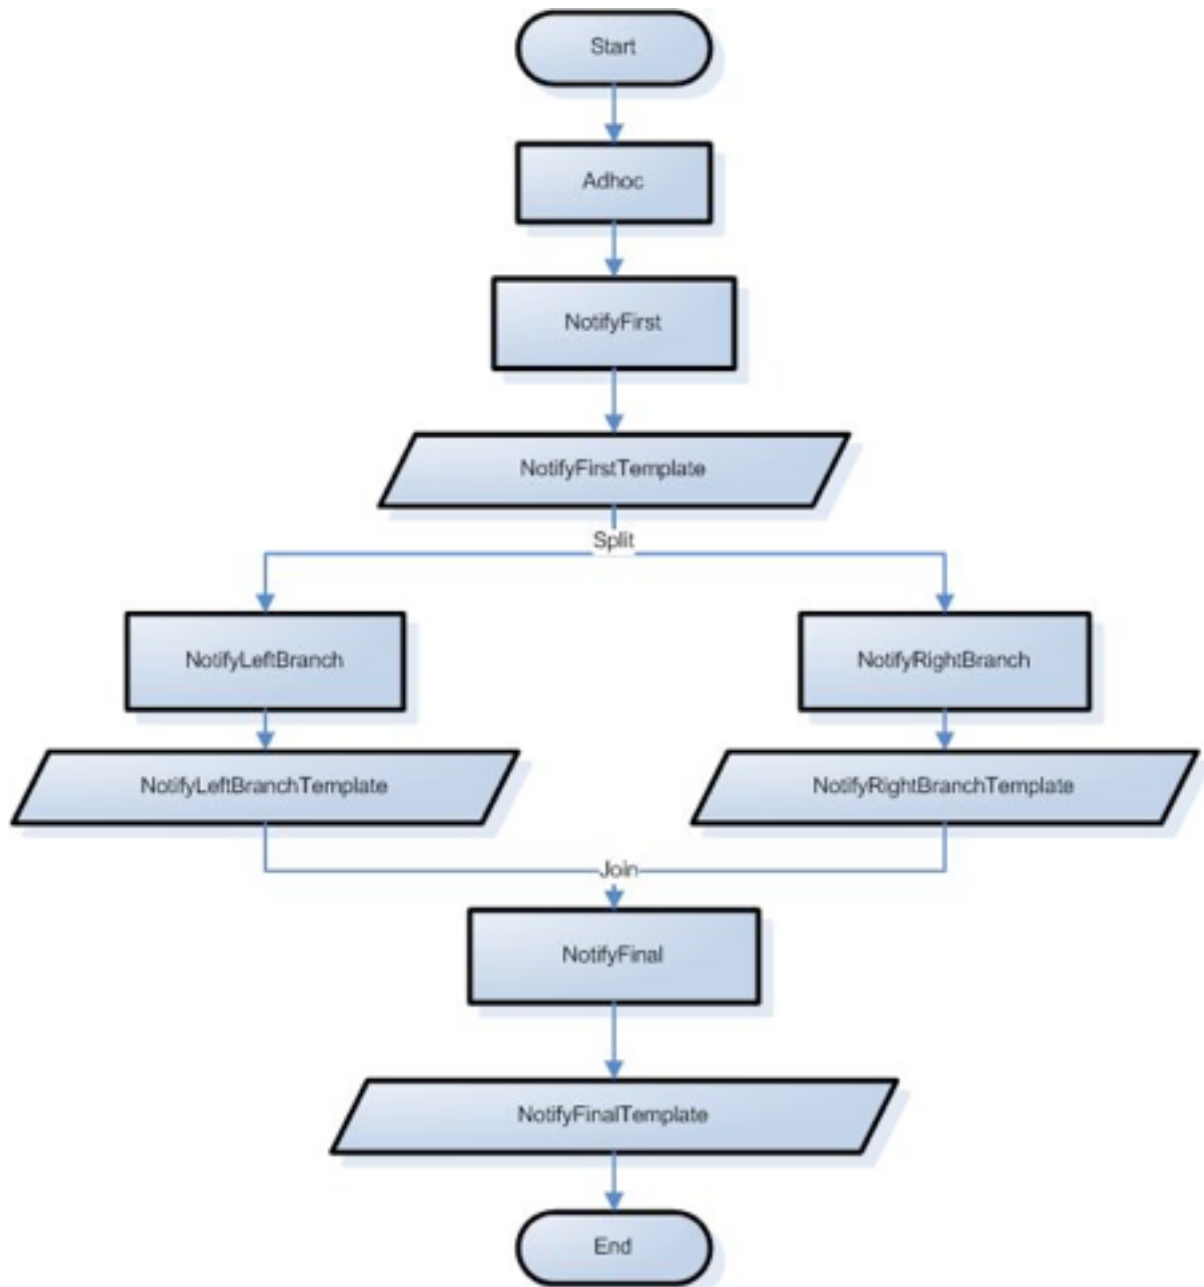 Start
Adhoc
NotifyFirst
NotifyFirstTemplate
Split
NotifyLeftBranch
NotifyRightBranch
NotifyLeftBranchTemplate
NotifyRightBranchTemplate
Join
NotifyFinal
NotifyFinalTemplate
End